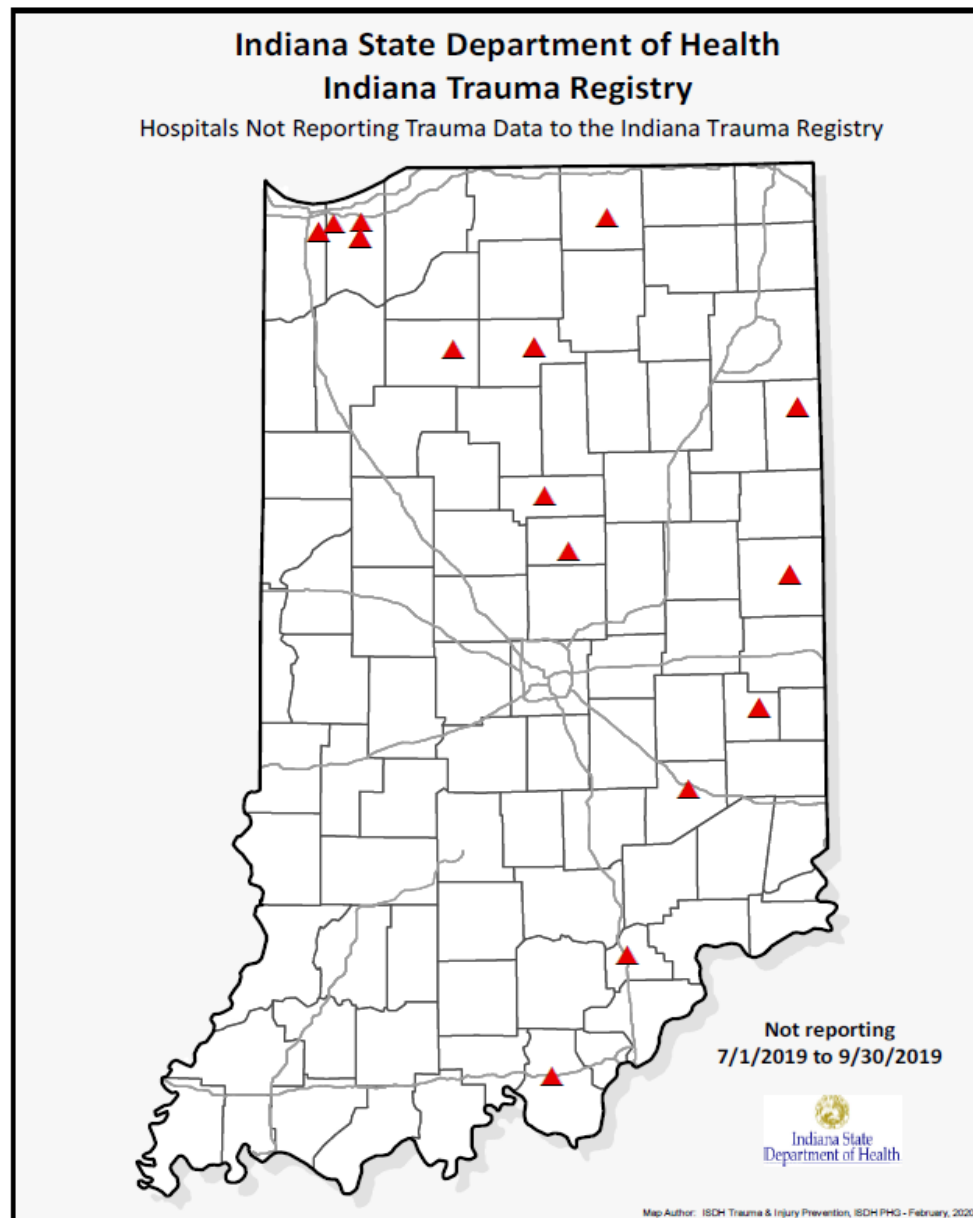 Indiana State Department of Health
Indiana Trauma Registry
Hospitals Not Reporting Trauma Data to the Indiana Trauma Registry
Not reporting
7/1/2019 to 9/30/2019
Indiana State
Department of Health
Map Author: ISDH Trauma & Injury Prevention, ISDH PHG - February, 2020